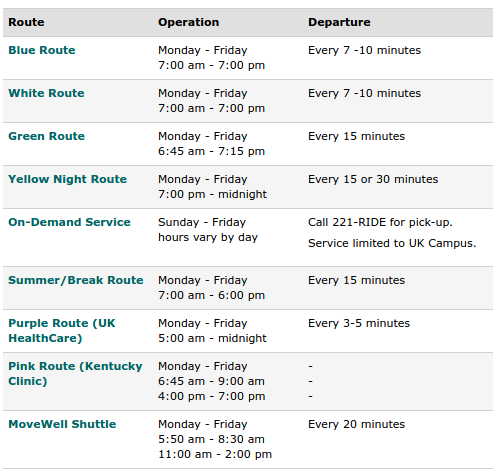 Route Operation Departure
Blue Route Monday - Friday Every 7 -10 minutes
7:00 am - 7:00 pm
White Route Monday - Friday Every 7 -10 minutes
7:00 am - 7:00 pm
Green Route Monday - Friday Every 15 minutes
6:45 am - 7:15 pm
Yellow Night Route Monday - Friday Every 15 or 30 minutes
7:00 pm - midnight
On-Demand Service Sunday - Friday Call 221-RIDE for pick-up.
hours vary by day
Service limited to UK Campus.
Summer/Break Route Monday - Friday Every 15 minutes
7:00 am - 6:00 pm
Purple Route (UK Monday - Friday Every 3-5 minutes
HealthCare) 5:00 am - midnight
Pink Route (Kentucky Monday - Friday -
Clinic) 6:45 am - 9:00 am -
4:00 pm - 7:00 pm -
MoveWell Shuttle Monday - Friday Every 20 minutes
5:50 am - 8:30 am
11:00 am - 2:00 pm